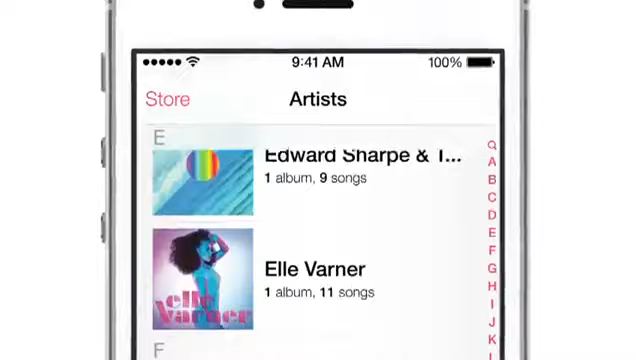 9:41 AM
100%
Store
Artists
E
Edward Sharpe & T...
1 album, 9 songs
elle
varner
Elle Varner
1 album, 11 songs
F
A
B
C
D
E
F
G
H
I
J
K
L